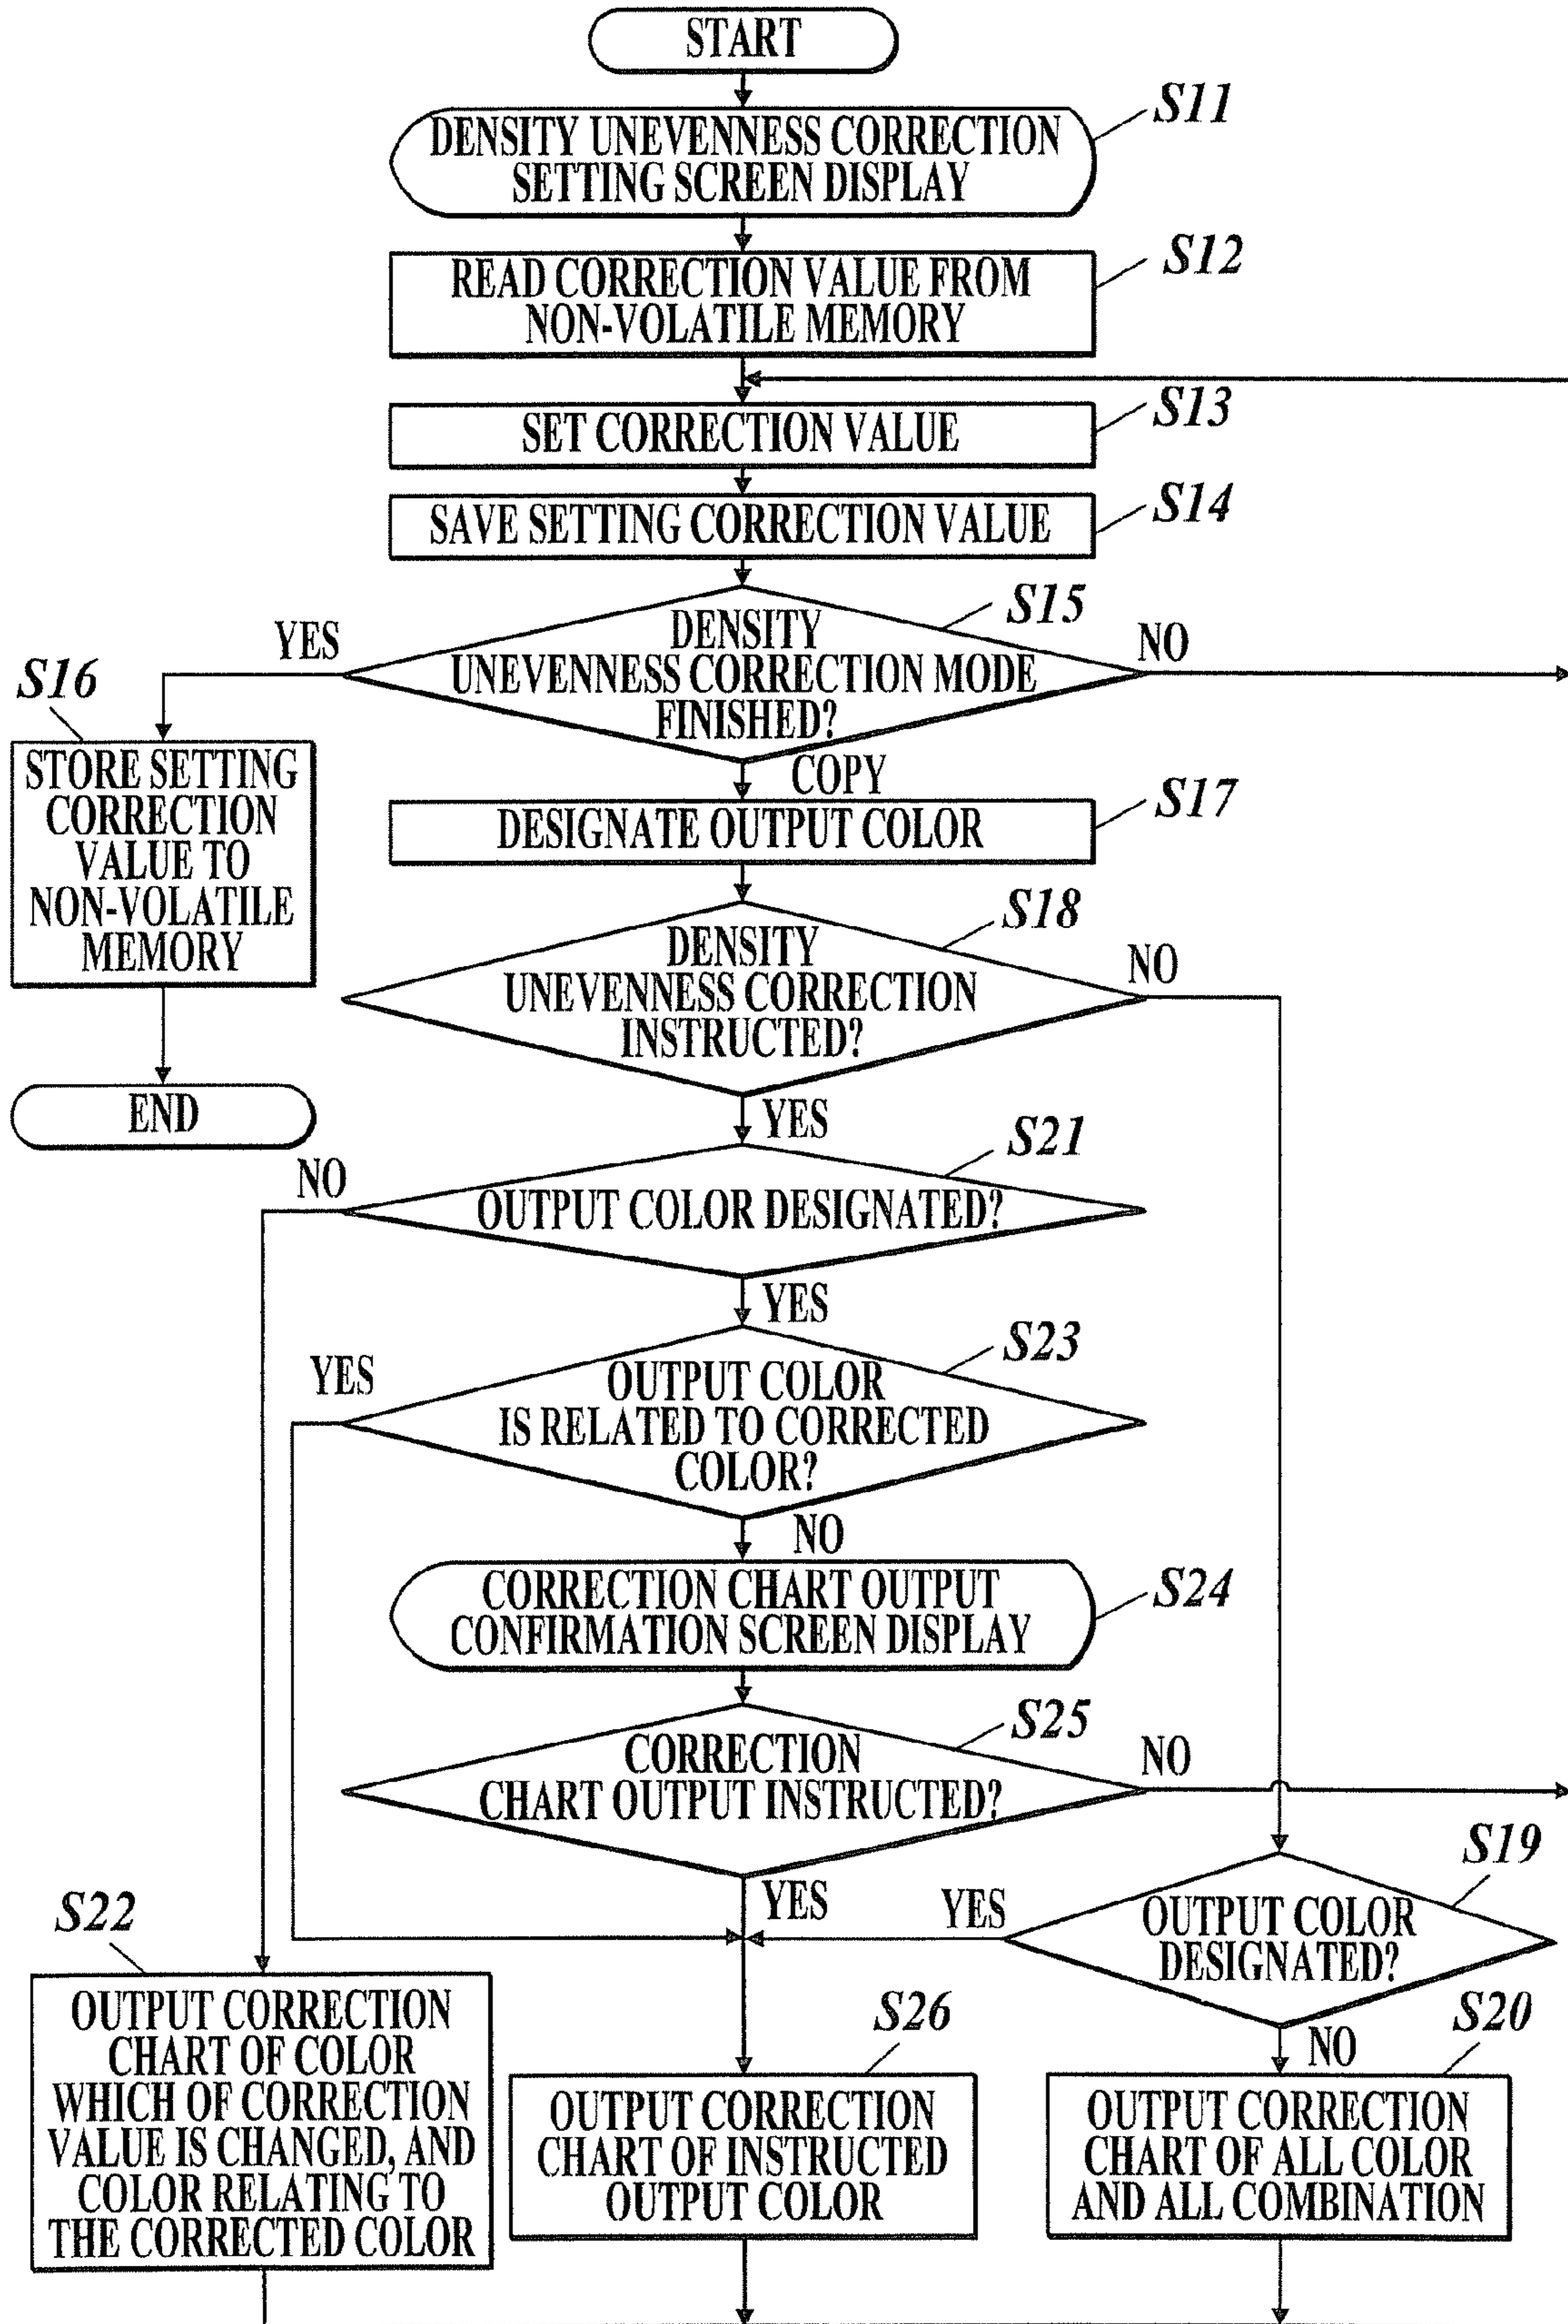 START
S11
DENSITY UNEVENNESS CORRECTION
SETTING SCREEN DISPLAY
S12
READ CORRECTION VALUE FROM
NON-VOLATILE MEMORY
S13
SET CORRECTION VALUE
S14
SAVE SETTING CORRECTION VALUE
S15
DENSITY
UNEVENNESS CORRECTION MODE
FINISHED?
YES
NO
S16
STORE SETTING
CORRECTION
VALUE TO
NON-VOLATILE
MEMORY
END
COPY
S17
DESIGNATE OUTPUT COLOR
S18
DENSITY
UNEVENNESS CORRECTION
INSTRUCTED?
NO
YES
S21
NO
OUTPUT COLOR DESIGNATED?
YES
S23
YES
OUTPUT COLOR
IS RELATED TO CORRECTED
COLOR?
NO
CORRECTION CHART OUTPUT
CONFIRMATION SCREEN DISPLAY
S24
S25
CORRECTION
CHART OUTPUT INSTRUCTED?
NO
YES
S19
YES
OUTPUT COLOR
DESIGNATED?
NO
S22
OUTPUT CORRECTION
CHART OF COLOR
WHICH OF CORRECTION
VALUE IS CHANGED, AND
COLOR RELATING TO
THE CORRECTED COLOR
S26
OUTPUT CORRECTION
CHART OF INSTRUCTED
OUTPUT COLOR
S20
OUTPUT CORRECTION
CHART OF ALL COLOR
AND ALL COMBINATION